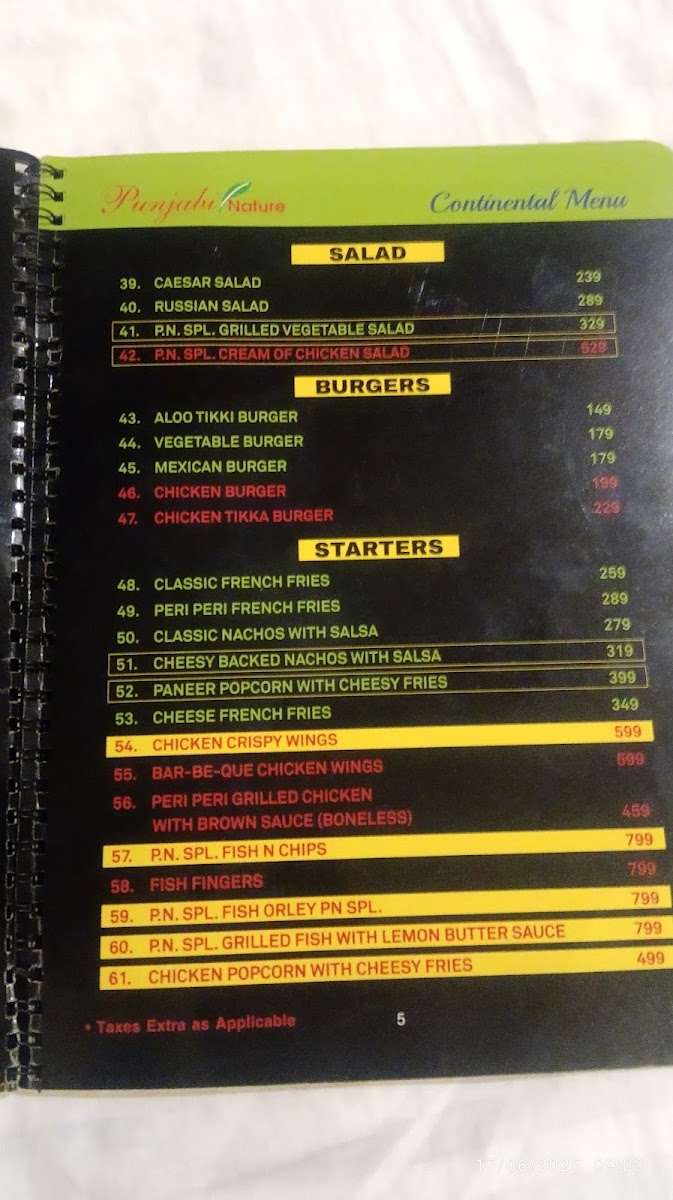 Punjabi Nature Continental Menu
SALAD
39. CAESAR SALAD 239
40. RUSSIAN SALAD 289
41. P.N. SPL. GRILLED VEGETABLE SALAD 329
42. P.N. SPL. CREAM OF CHICKEN SALAD 529
BURGERS
43. ALOO TIKKI BURGER 149
44. VEGETABLE BURGER 179
45. MEXICAN BURGER 179
46. CHICKEN BURGER 199
47. CHICKEN TIKKA BURGER 229
STARTERS
48. CLASSIC FRENCH FRIES 259
49. PERI PERI FRENCH FRIES 289
50. CLASSIC NACHOS WITH SALSA 279
51. CHEESY BACKED NACHOS WITH SALSA 319
52. PANEER POPCORN WITH CHEESY FRIES 399
53. CHEESE FRENCH FRIES 349
54. CHICKEN CRISPY WINGS 599
55. BAR-BE-QUE CHICKEN WINGS 599
56. PERI PERI GRILLED CHICKEN
WITH BROWN SAUCE (BONELESS) 459
57. P.N. SPL. FISH N CHIPS 799
58. FISH FINGERS 799
59. P.N. SPL. FISH ORLEY PN SPL. 799
60. P.N. SPL. GRILLED FISH WITH LEMON BUTTER SAUCE 799
61. CHICKEN POPCORN WITH CHEESY FRIES 499
• Taxes Extra as Applicable 5
17/06/2025 09:03